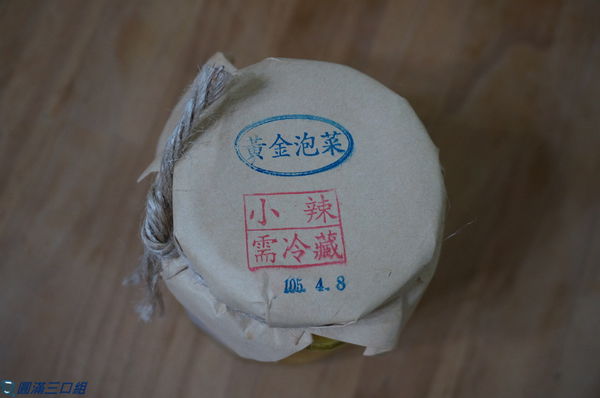 黃金泡菜
小辣
需冷藏
105. 4. 8
圓滿三口組